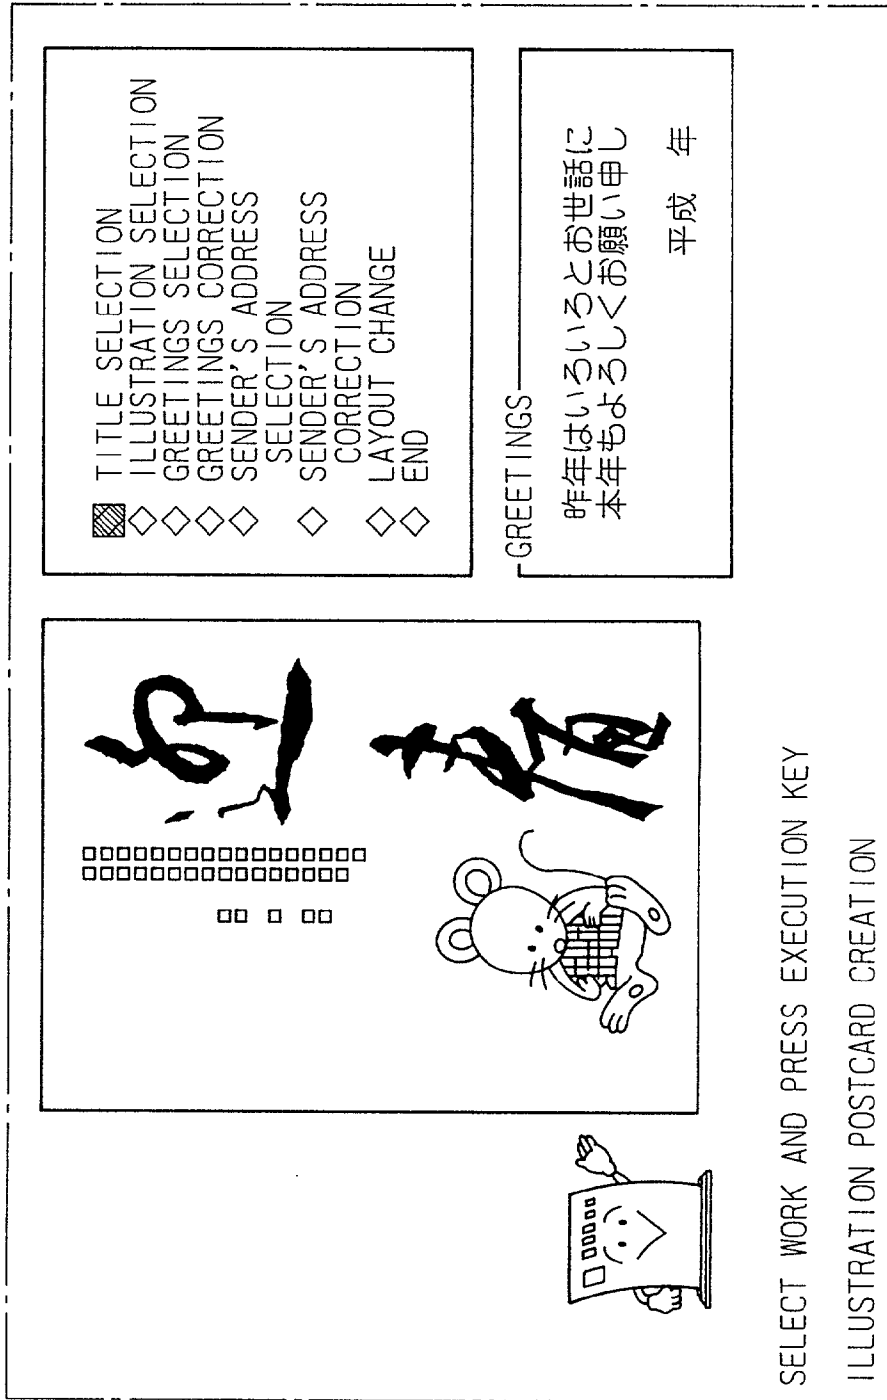 TITLE SELECTION
ILLUSTRATION SELECTION
GREETINGS SELECTION
GREETINGS CORRECTION
SENDER'S ADDRESS
SELECTION
SENDER'S ADDRESS
CORRECTION
LAYOUT CHANGE
END
GREETINGS
昨年はいろいろとお世話に
本年もよろしくお願い申し
平成 年
SELECT WORK AND PRESS EXECUTION KEY
ILLUSTRATION POSTCARD CREATION